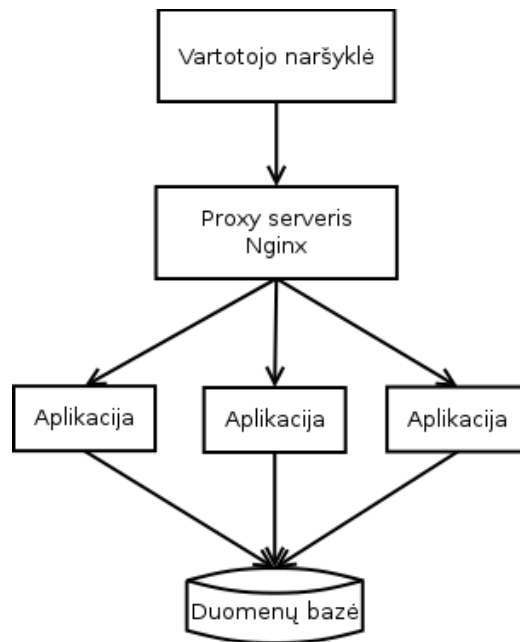 Vartotojo naršyklė
Proxy serveris
Nginx
Aplikacija
Aplikacija
Aplikacija
Duomenų bazė